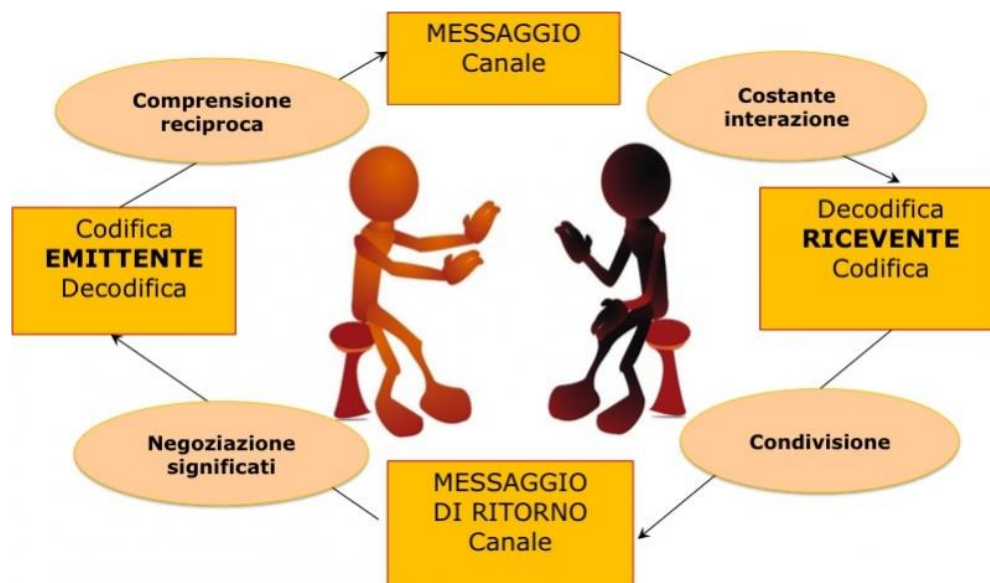 MESSAGGIO
Canale
Comprensione
reciproca
Costante
interazione
Codifica
EMITTENTE
Decodifica
Decodifica
RICEVENTE
Codifica
Negoziazione
significati
Condivisione
MESSAGGIO
DI RITORNO
Canale